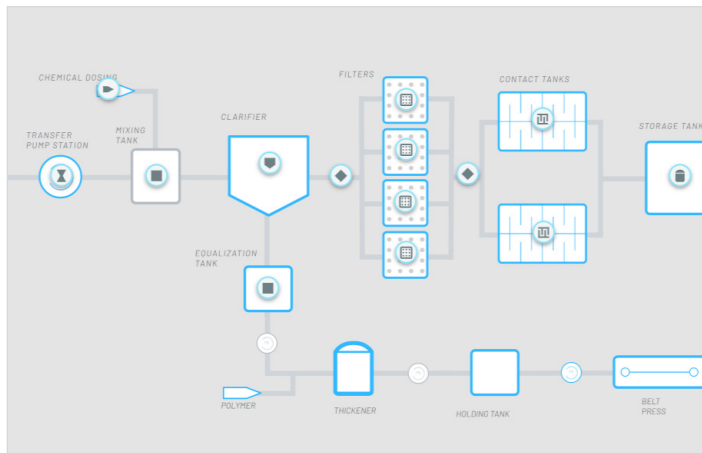 FILTERS
CHEMICAL DOSING
CONTACT TANKS
CLARIFIER
STORAGE TANK
TRANSFER
PUMP STATION
MIXING
TANK
EQUALIZATION
TANK
POLYMER
THICKENER
HOLDING TANK
BELT
PRESS